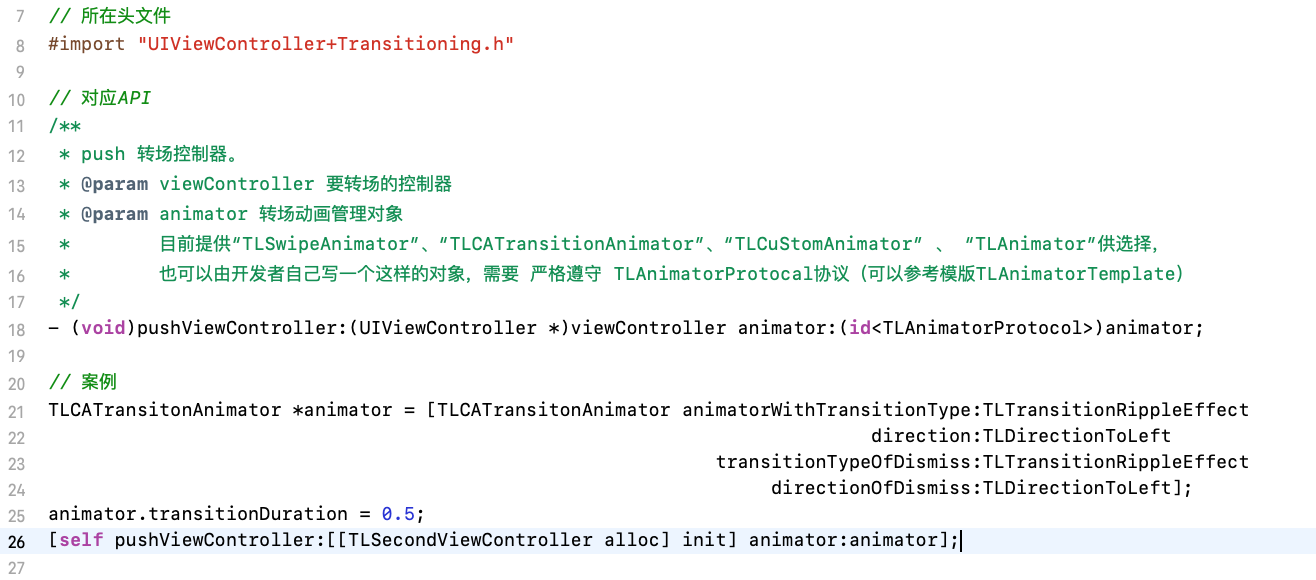 7 // 所在头文件
8 #import "UIViewController+Transitioning.h"
9
10 // 对应API
11 /**
12  * push 转场控制器。
13  * @param viewController 要转场的控制器
14  * @param animator 转场动画管理对象
15  *        目前提供“TLSwipeAnimator”、“TLCATransitionAnimator”、“TLCuStomAnimator” 、 “TLAnimator”供选择，
16  *        也可以由开发者自己写一个这样的对象，需要 严格遵守 TLAnimatorProtocal协议（可以参考模版TLAnimatorTemplate）
17  */
18 - (void)pushViewController:(UIViewController *)viewController animator:(id<TLAnimatorProtocol>)animator;
19
20 // 案例
21 TLCATransitonAnimator *animator = [TLCATransitonAnimator animatorWithTransitionType:TLTransitionRippleEffect
22 direction:TLDirectionToLeft
23 transitionTypeOfDismiss:TLTransitionRippleEffect
24 directionOfDismiss:TLDirectionToLeft];
25 animator.transitionDuration = 0.5;
26 [self pushViewController:[[TLSecondViewController alloc] init] animator:animator];
27